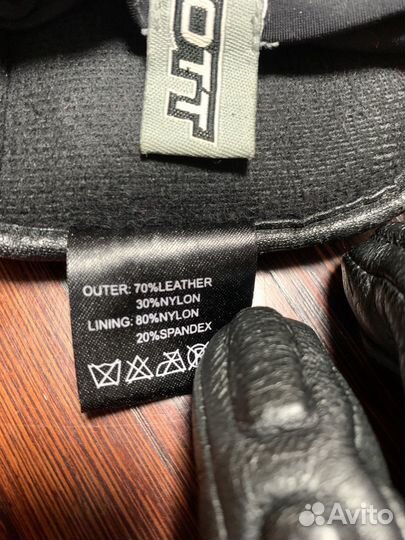 OTT
OUTER: 70%LEATHER
30%NYLON
LINING: 80%NYLON
20%SPANDEX
Avito